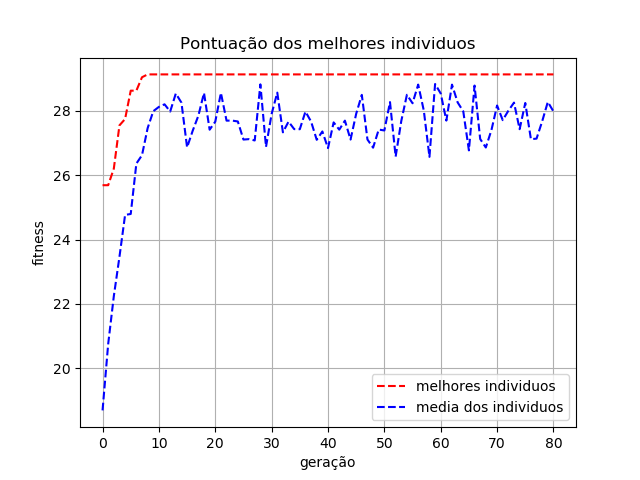 Pontuação dos melhores individuos
fitness
28
26
24
22
20
0 10 20 30 40 50 60 70 80
geração
melhores individuos
media dos individuos